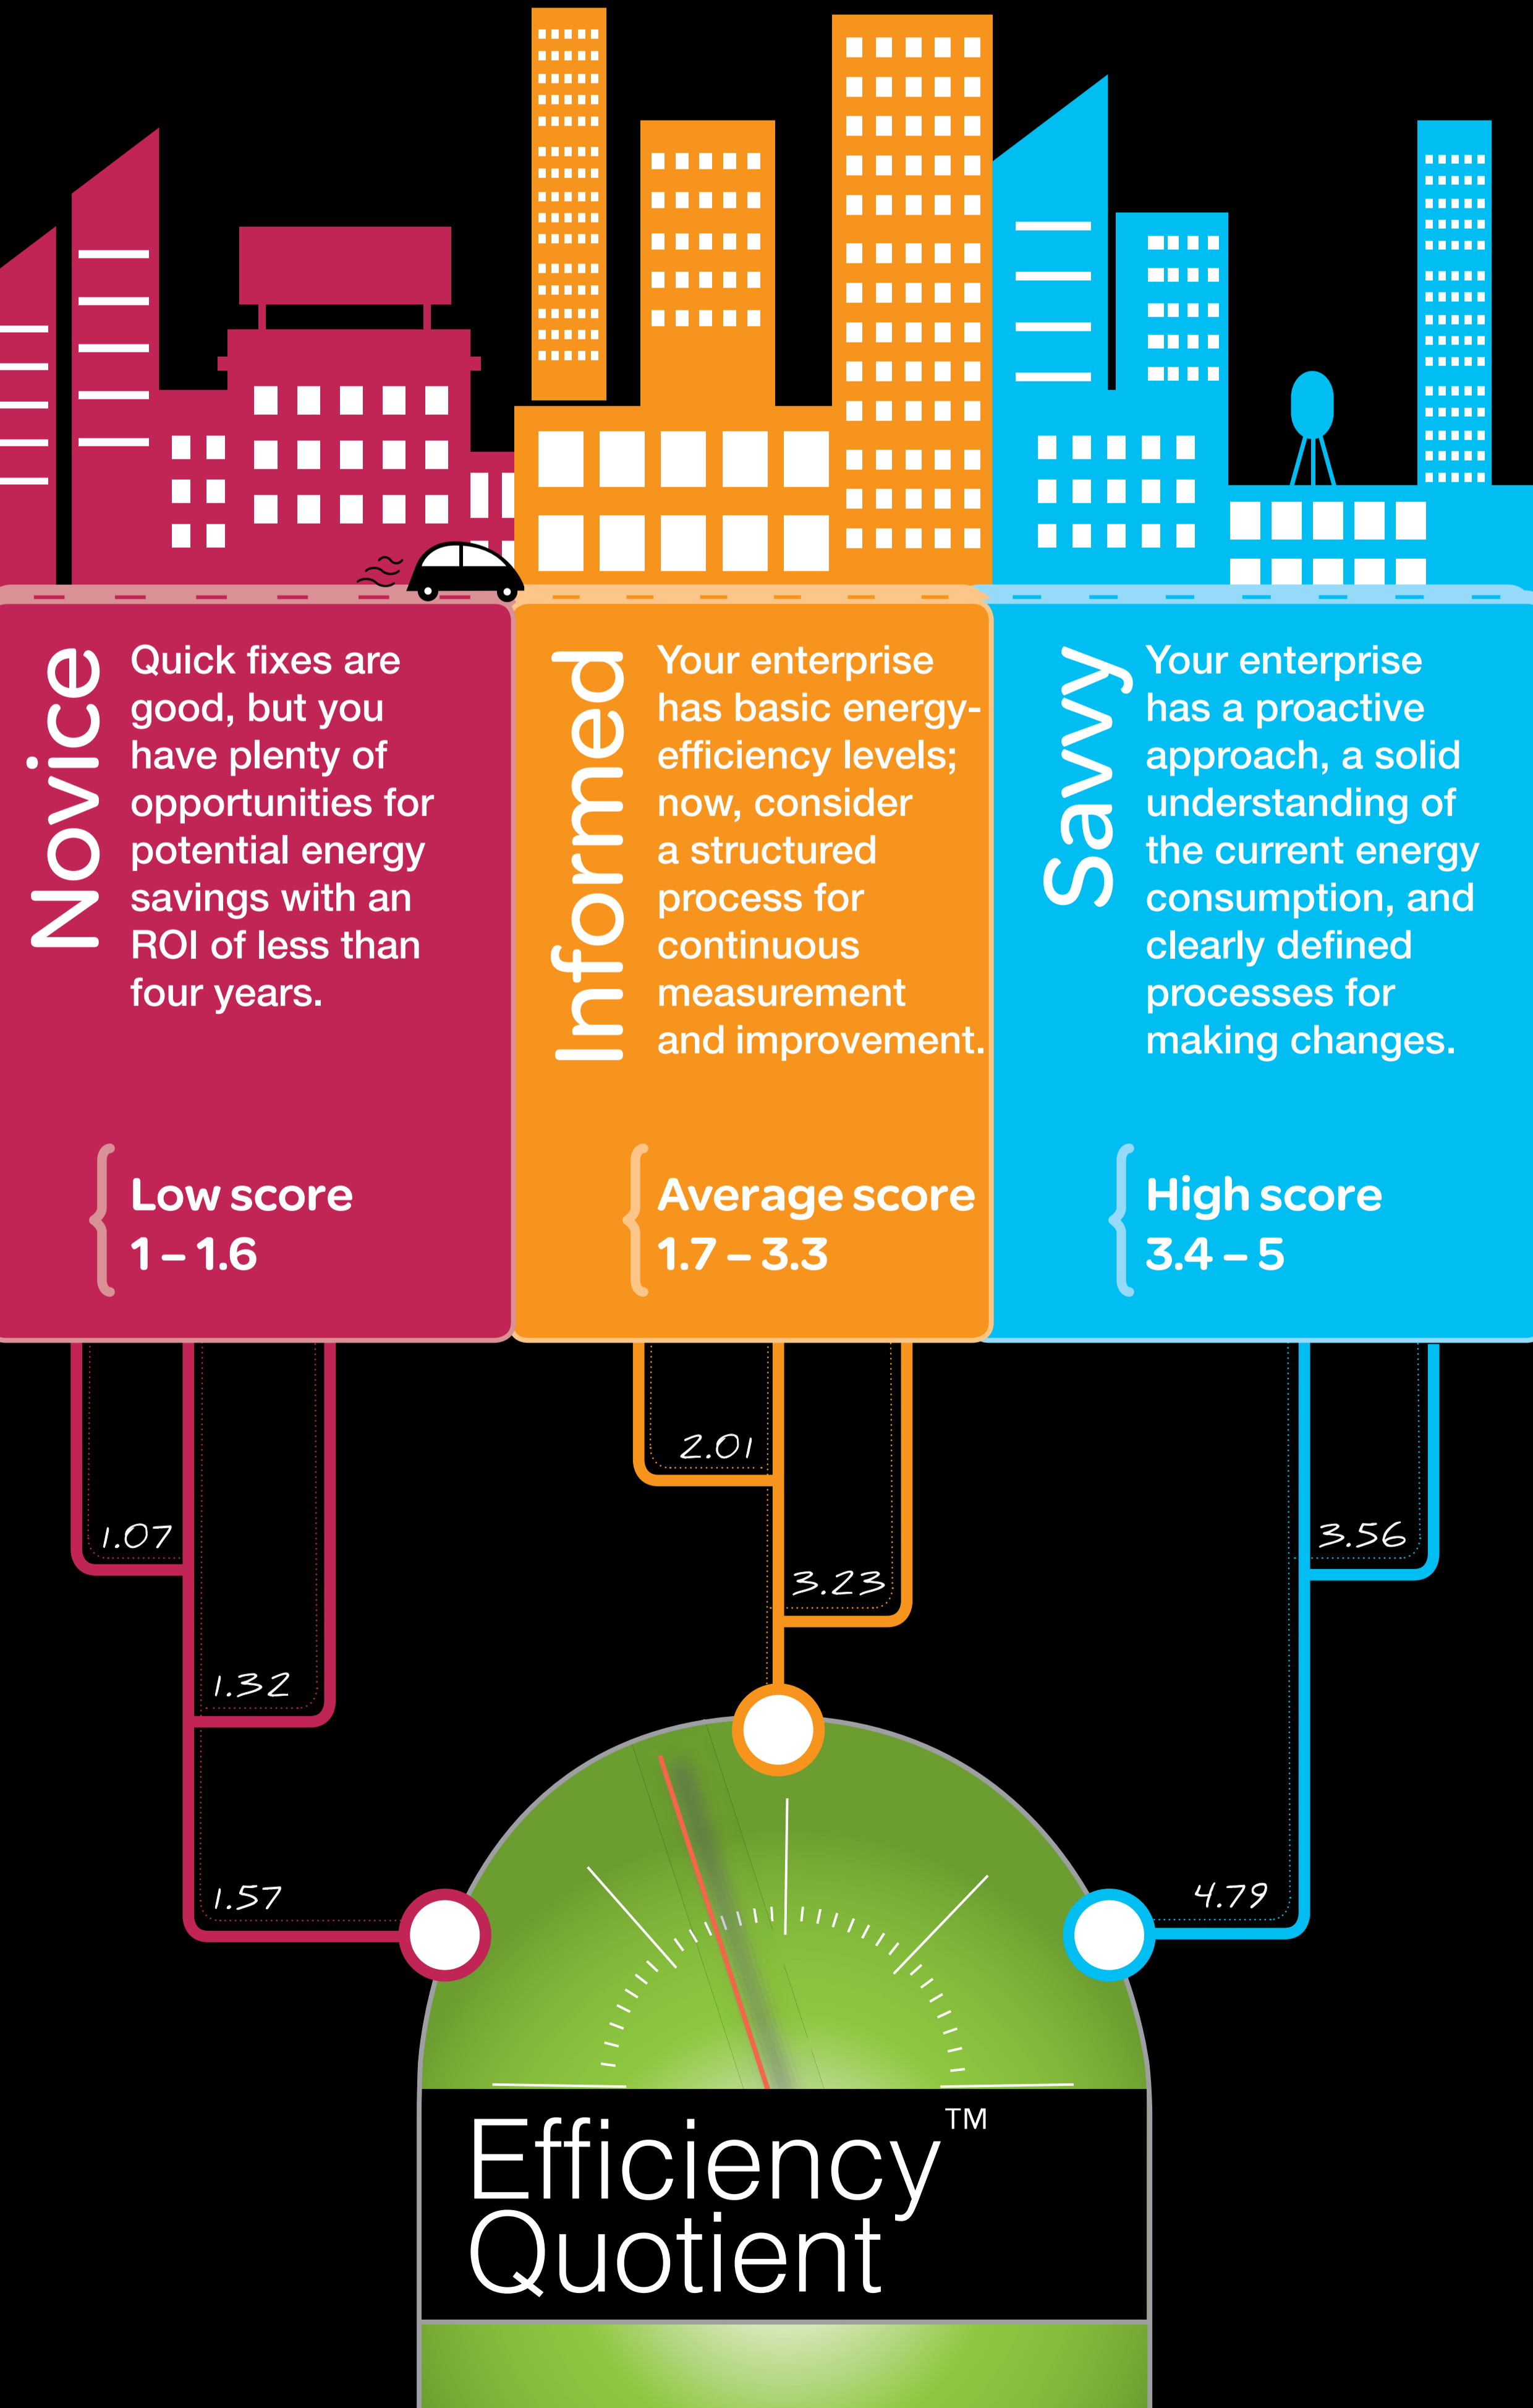 Novice
Quick fixes are
good, but you
have plenty of
opportunities for
potential energy
savings with an
ROI of less than
four years.
Low score
1 – 1.6
Informed
Your enterprise
has basic energy-
efficiency levels;
now, consider
a structured
process for
continuous
measurement
and improvement.
Average score
1.7 – 3.3
Savvy
Your enterprise
has a proactive
approach, a solid
understanding of
the current energy
consumption, and
clearly defined
processes for
making changes.
High score
3.4 – 5
1.07
1.32
1.57
2.01
3.23
3.56
4.79
Efficiency™
Quotient